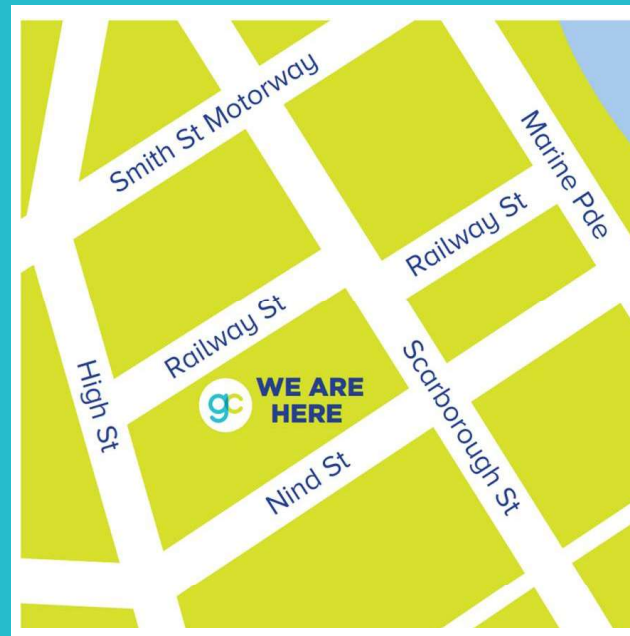 Smith St Motorway
Marine Pde
Railway St
Railway St
High St
gc
WE ARE
HERE
Scarborough St
Nind St